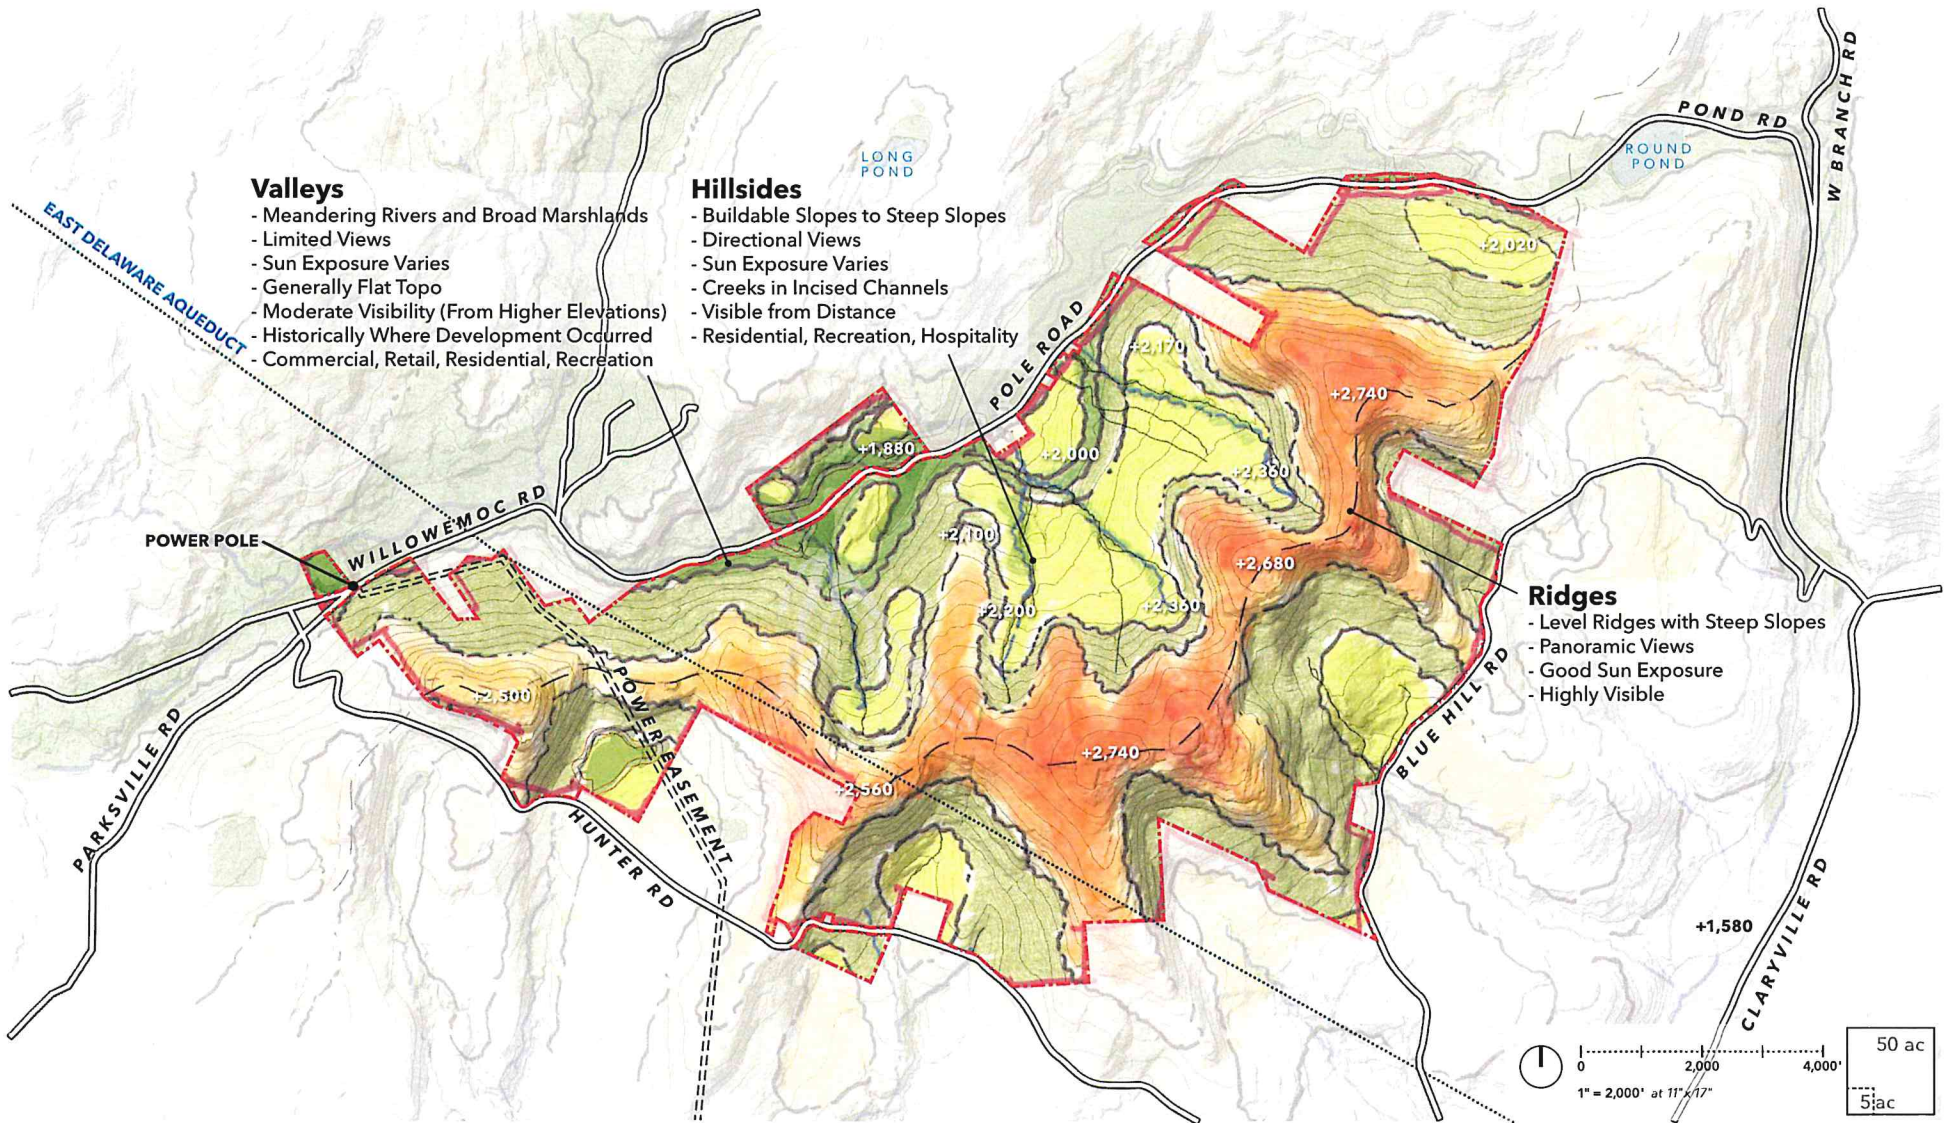 W BRANCH RD
POND RD
LONG
POND
ROUND
POND
Valleys
- Meandering Rivers and Broad Marshlands
- Limited Views
- Sun Exposure Varies
- Generally Flat Topo
- Moderate Visibility (From Higher Elevations)
- Historically Where Development Occurred
- Commercial, Retail, Residential, Recreation
Hillsides
- Buildable Slopes to Steep Slopes
- Directional Views
- Sun Exposure Varies
- Creeks in Incised Channels
- Visible from Distance
- Residential, Recreation, Hospitality
EAST DELAWARE AQUEDUCT
+2,020
POLE ROAD
+2,170
+2,740
+1,880
+2,000
+2,360
WILLOWEMOC RD
POWER POLE
+2,100
+2,680
+2,200
+2,360
Ridges
- Level Ridges with Steep Slopes
- Panoramic Views
- Good Sun Exposure
- Highly Visible
+2,500
POWER EASEMENT
BLUE HILL RD
PARKSVILLE RD
+2,740
+2,560
HUNTER RD
+1,580
CLARYVILLE RD
0
2,000
4,000'
1" = 2,000' at 11"x17"
50 ac
5 ac